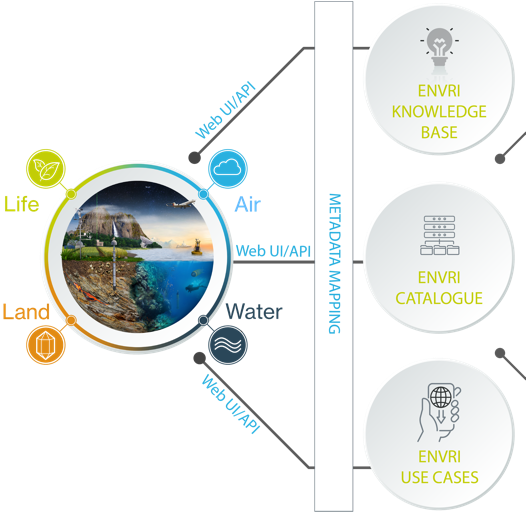 Web UI/API
Life
Air
Web UI/API
Land
Water
Web UI/API
METADATA MAPPING
ENVRI
KNOWLEDGE
BASE
ENVRI
CATALOGUE
ENVRI
USE CASES